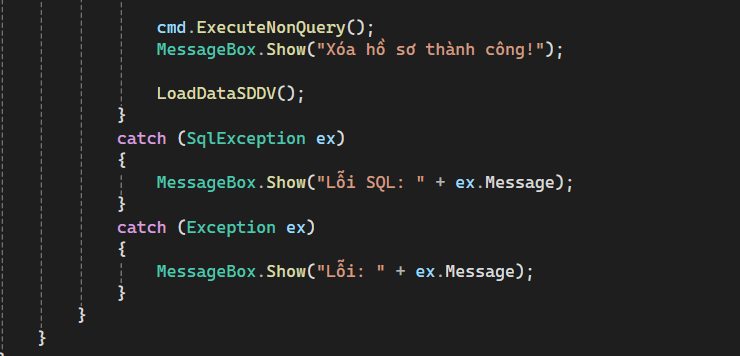 cmd.ExecuteNonQuery();
MessageBox.Show("Xóa hồ sơ thành công!");
LoadDataSDDV();
}
catch (SqlException ex)
{
MessageBox.Show("Lỗi SQL: " + ex.Message);
}
catch (Exception ex)
{
MessageBox.Show("Lỗi: " + ex.Message);
}
}
}